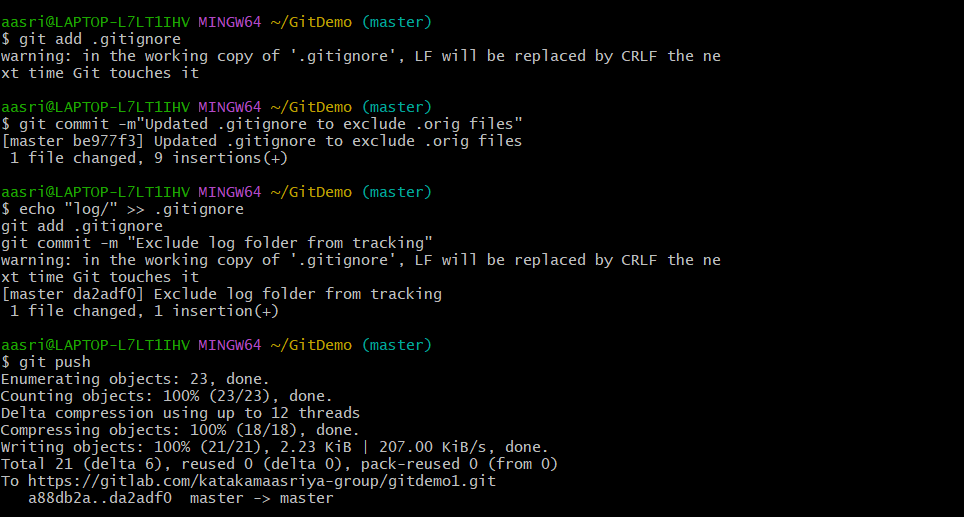 aasri@LAPTOP-L7LT1IHV MINGW64 ~/GitDemo (master)
$ git add .gitignore
warning: in the working copy of '.gitignore', LF will be replaced by CRLF the ne
xt time Git touches it
aasri@LAPTOP-L7LT1IHV MINGW64 ~/GitDemo (master)
$ git commit -m"Updated .gitignore to exclude .orig files"
[master be977f3] Updated .gitignore to exclude .orig files
 1 file changed, 9 insertions(+)
aasri@LAPTOP-L7LT1IHV MINGW64 ~/GitDemo (master)
$ echo "log/" >> .gitignore
git add .gitignore
git commit -m "Exclude log folder from tracking"
warning: in the working copy of '.gitignore', LF will be replaced by CRLF the ne
xt time Git touches it
[master da2adf0] Exclude log folder from tracking
 1 file changed, 1 insertion(+)
aasri@LAPTOP-L7LT1IHV MINGW64 ~/GitDemo (master)
$ git push
Enumerating objects: 23, done.
Counting objects: 100% (23/23), done.
Delta compression using up to 12 threads
Compressing objects: 100% (18/18), done.
Writing objects: 100% (21/21), 2.23 KiB | 207.00 KiB/s, done.
Total 21 (delta 6), reused 0 (delta 0), pack-reused 0 (from 0)
To https://gitlab.com/katakamaasriya-group/gitdemo1.git
   a88db2a..da2adf0  master -> master